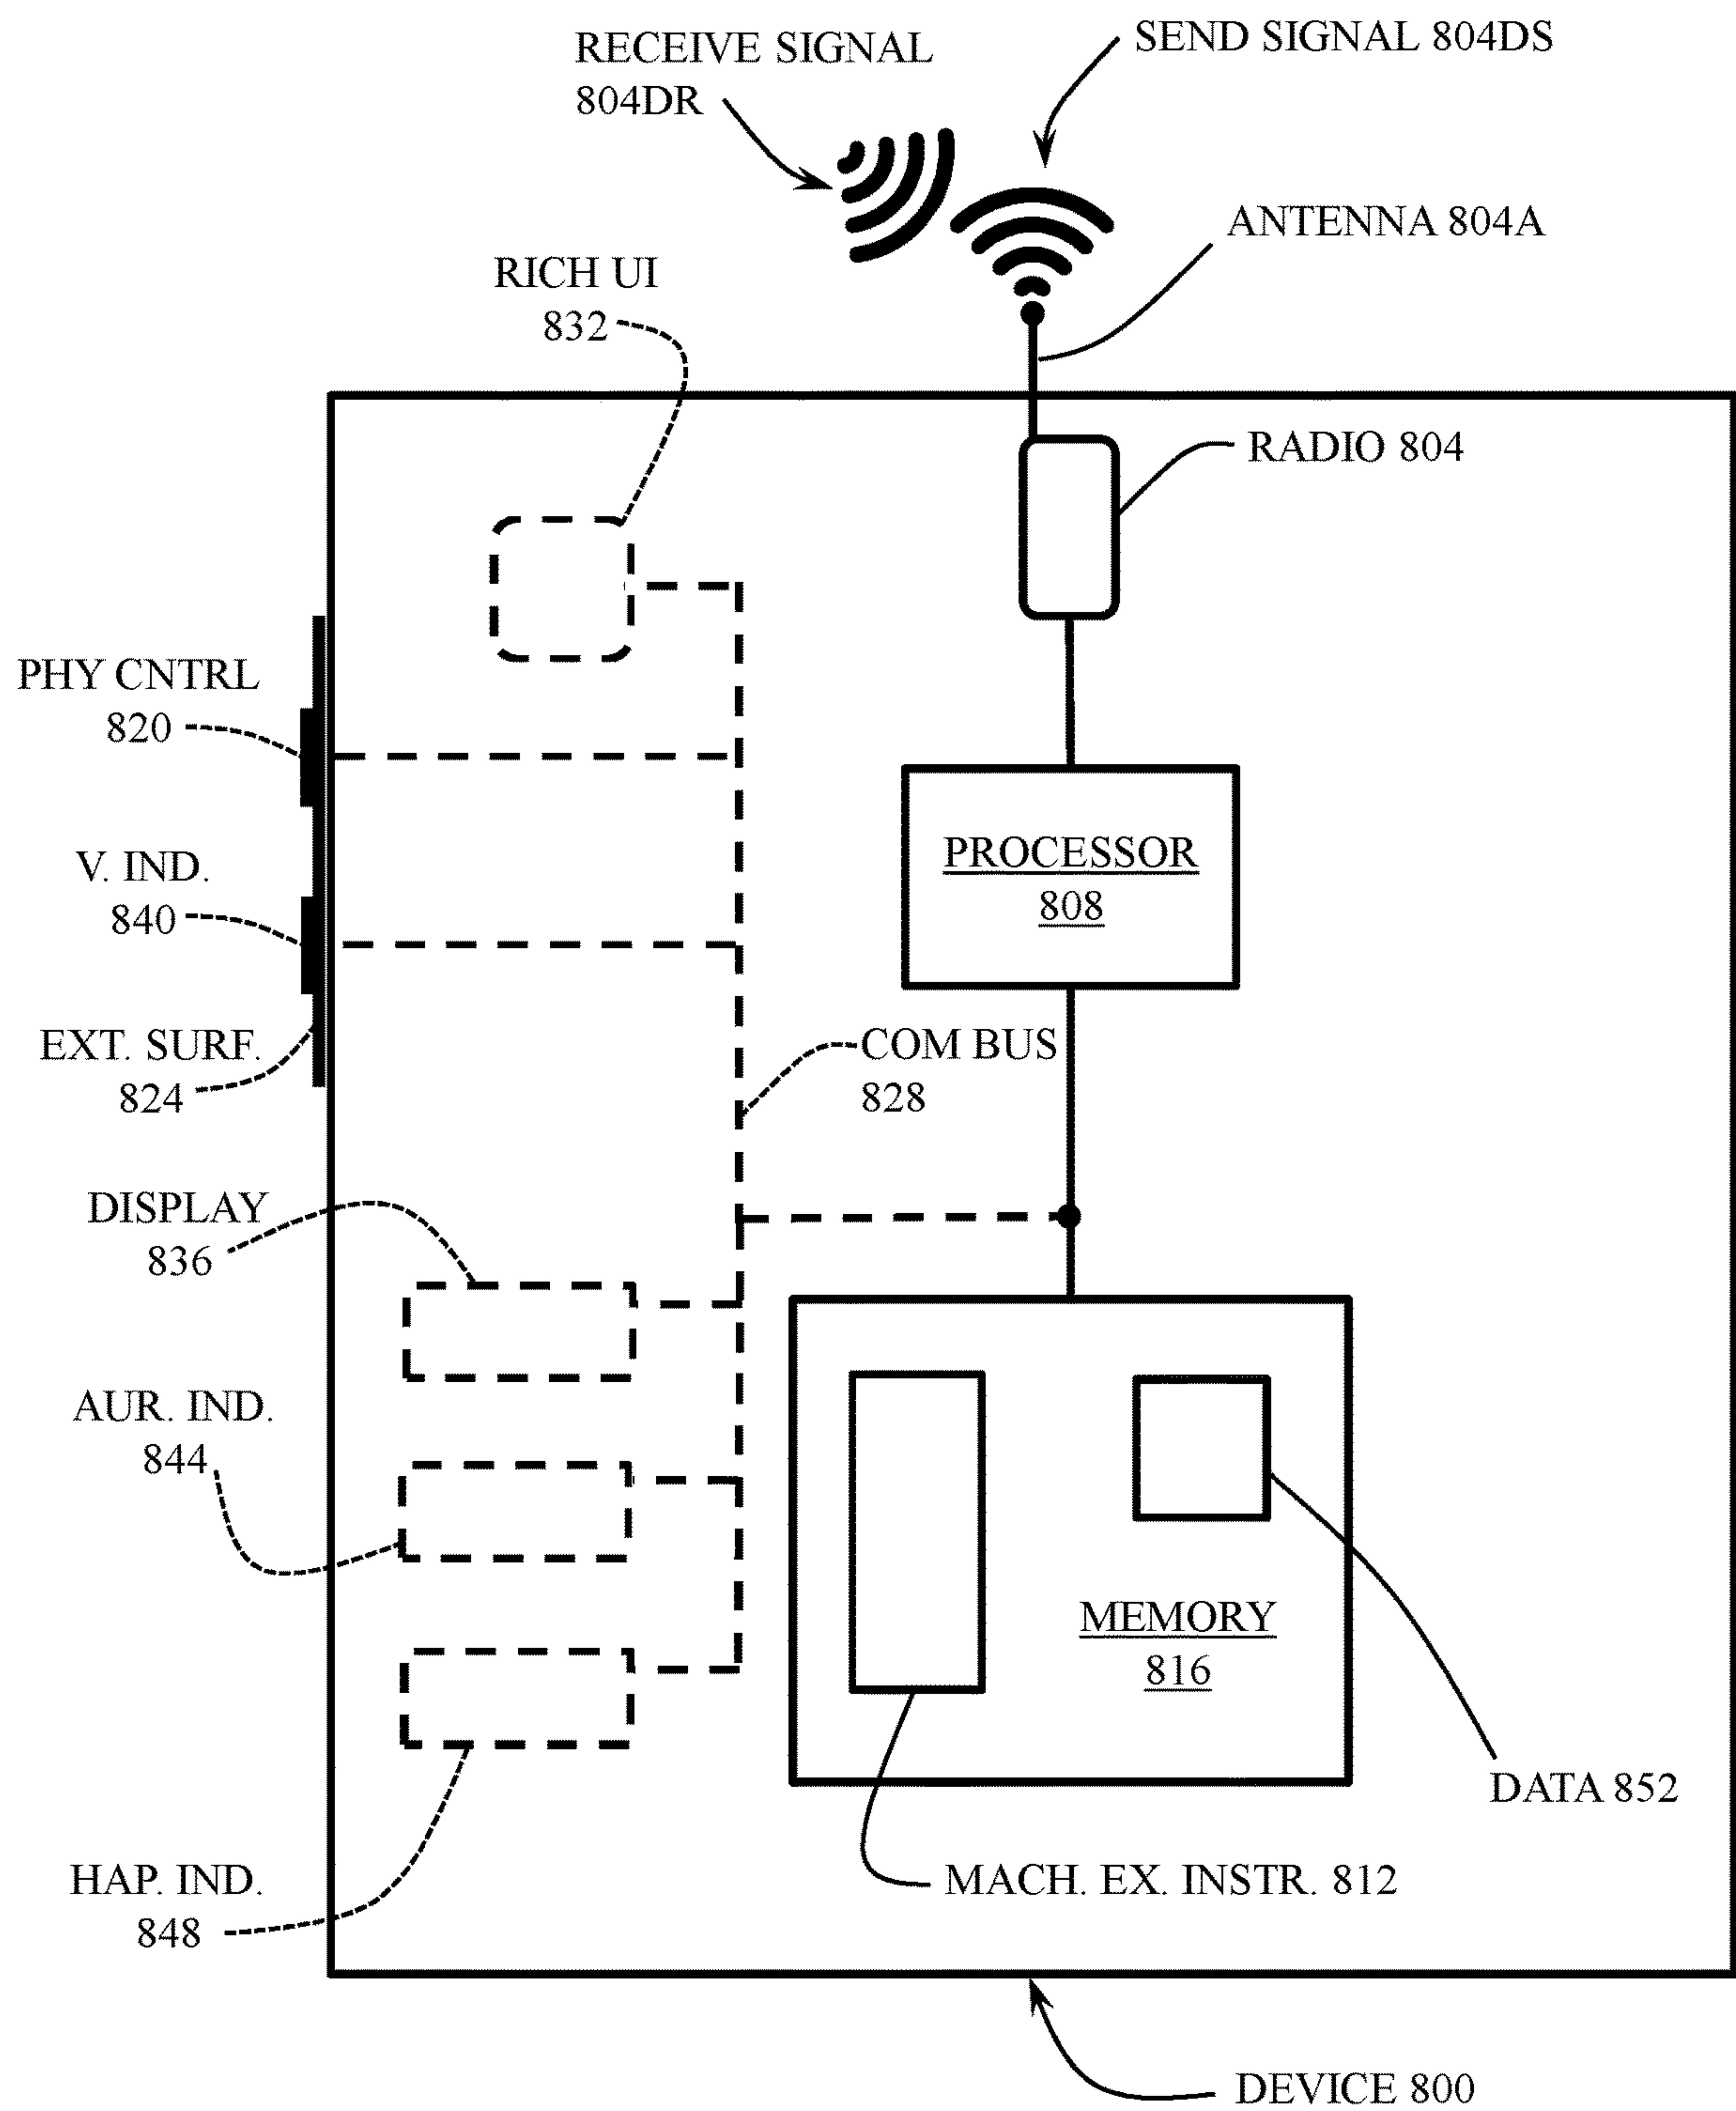 RECEIVE SIGNAL
804DR
SEND SIGNAL 804DS
ANTENNA 804A
RICH UI
832
RADIO 804
PHY CNTRL
820
PROCESSOR
808
V. IND.
840
EXT. SURF.
824
COM BUS
828
DISPLAY
836
AUR. IND.
844
MEMORY
816
DATA 852
MACH. EX. INSTR. 812
HAP. IND.
848
DEVICE 800